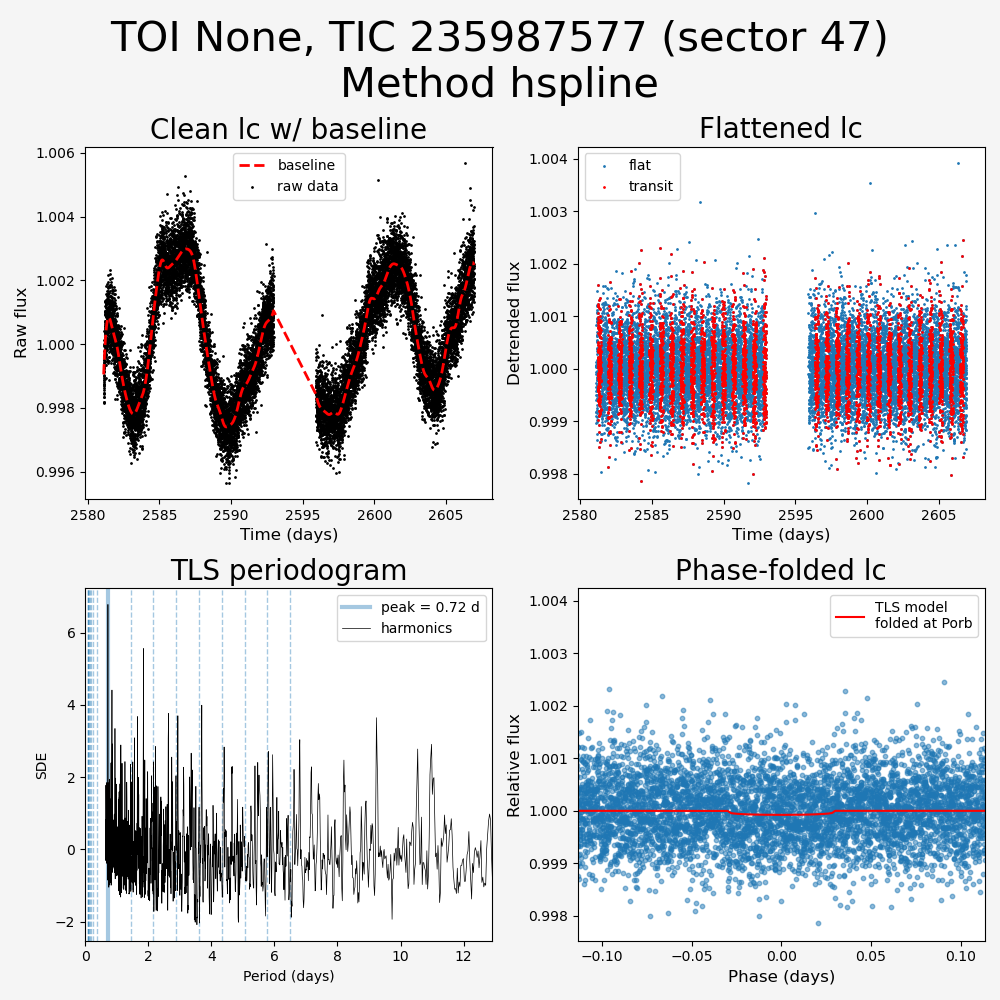 TOI None, TIC 235987577 (sector 47)
Method hspline
Clean lc w/ baseline
Flattened lc
1.006
1.004
1.002
1.000
0.998
0.996
Raw flux
baseline
raw data
2580
2585
2590
2595
2600
2605
Time (days)
1.004
1.003
1.002
1.001
1.000
0.999
0.998
Detrended flux
flat
transit
2580
2585
2590
2595
2600
2605
Time (days)
TLS periodogram
Phase-folded lc
6
4
2
0
−2
SDE
peak = 0.72 d
harmonics
0
2
4
6
8
10
12
Period (days)
1.004
1.003
1.002
1.001
1.000
0.999
0.998
Relative flux
TLS model
folded at Porb
−0.10
−0.05
0.00
0.05
0.10
Phase (days)